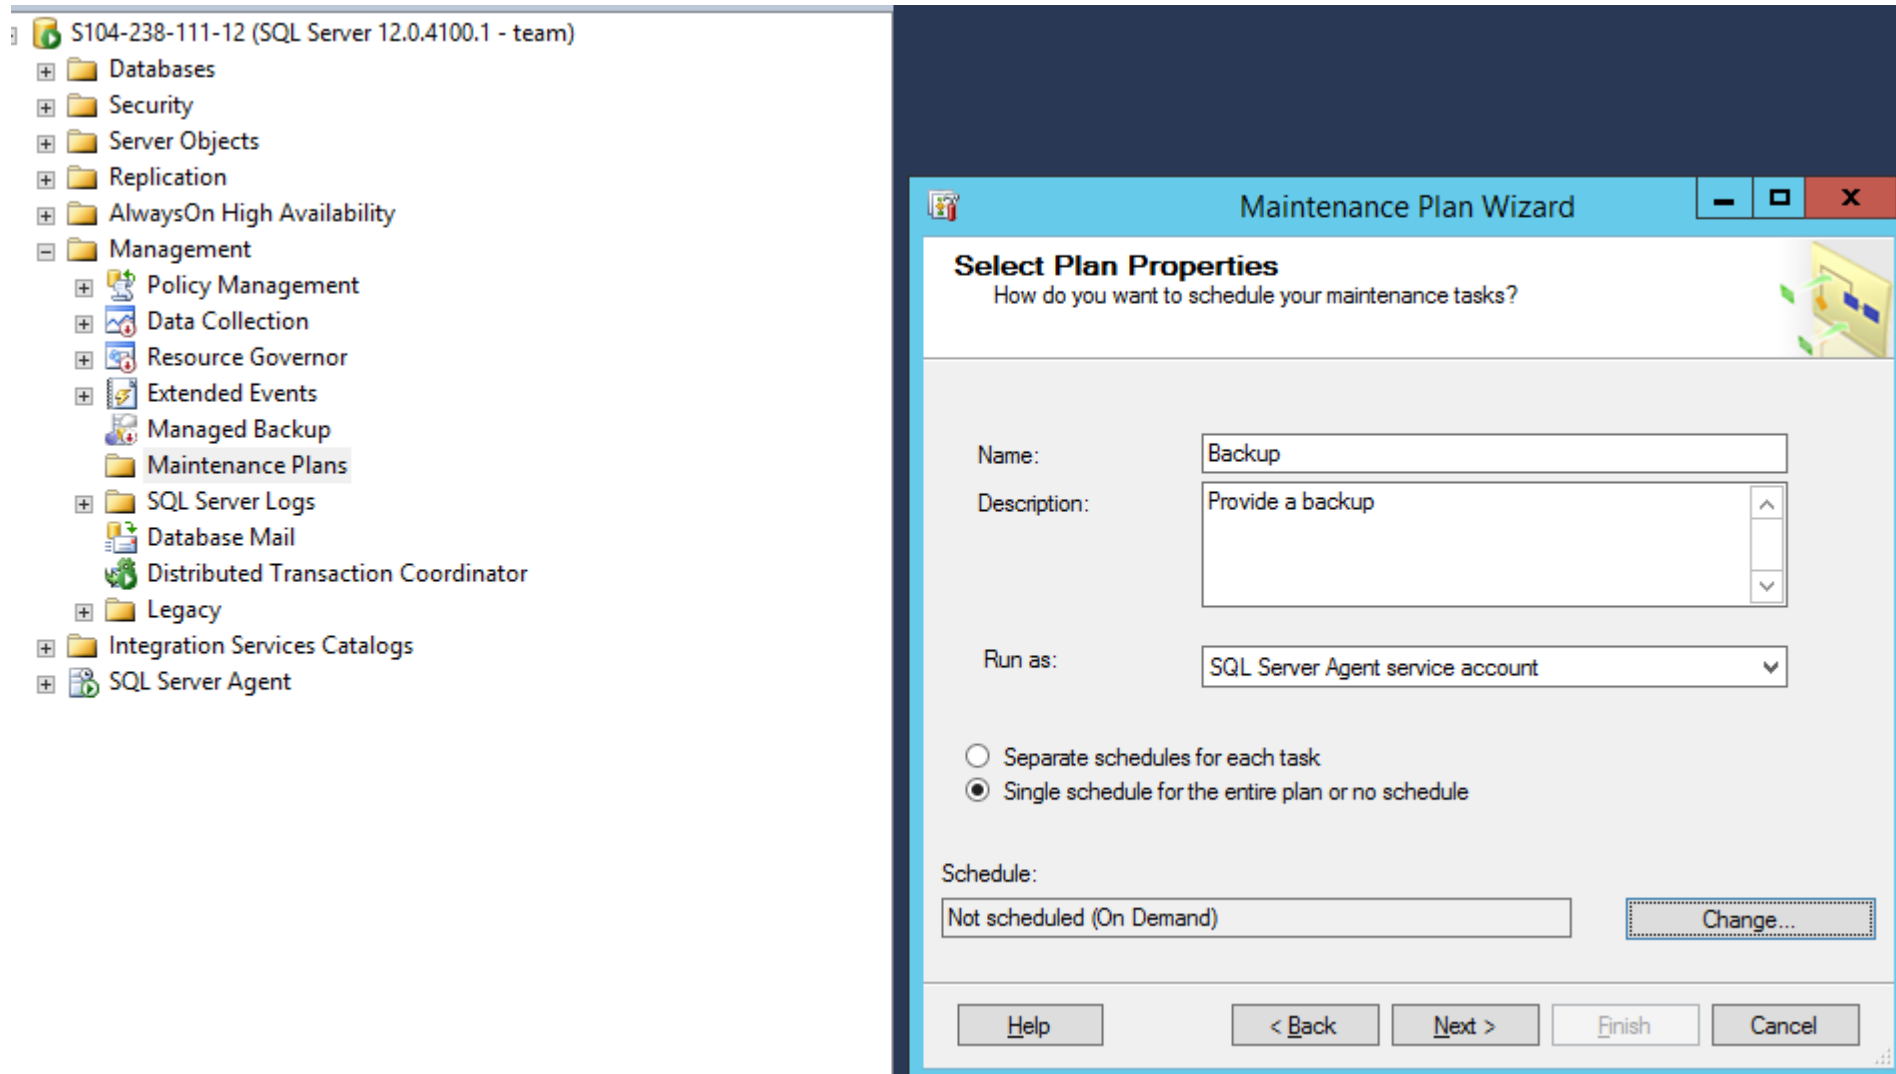 S104-238-111-12 (SQL Server 12.0.4100.1 - team)
Databases
Security
Server Objects
Replication
AlwaysOn High Availability
Management
Policy Management
Data Collection
Resource Governor
Extended Events
Managed Backup
Maintenance Plans
SQL Server Logs
Database Mail
Distributed Transaction Coordinator
Legacy
Integration Services Catalogs
SQL Server Agent
Maintenance Plan Wizard
Select Plan Properties
How do you want to schedule your maintenance tasks?
Name: Backup
Description: Provide a backup
Run as: SQL Server Agent service account
Separate schedules for each task
Single schedule for the entire plan or no schedule
Schedule:
Not scheduled (On Demand) Change...
Help < Back Next > Finish Cancel